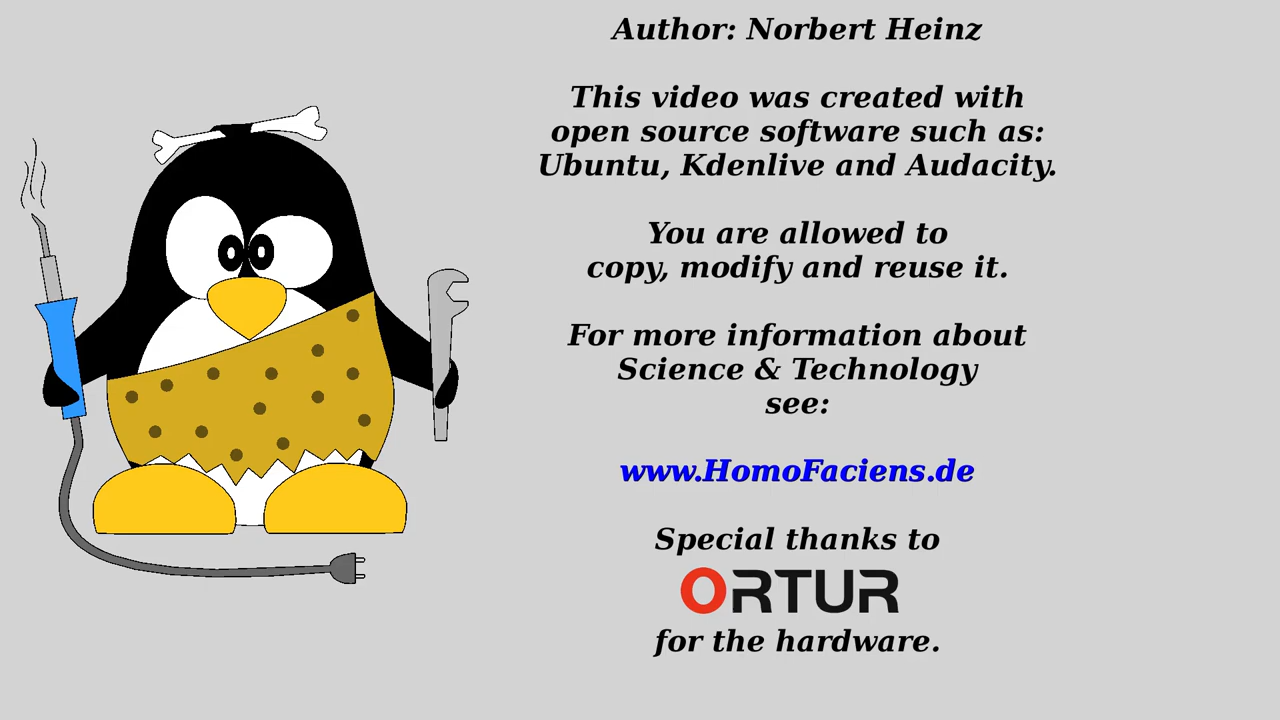 Author: Norbert Heinz
This video was created with
open source software such as:
Ubuntu, Kdenlive and Audacity.
You are allowed to
copy, modify and reuse it.
For more information about
Science & Technology
see:
www.HomoFaciens.de
Special thanks to
ORTUR
for the hardware.